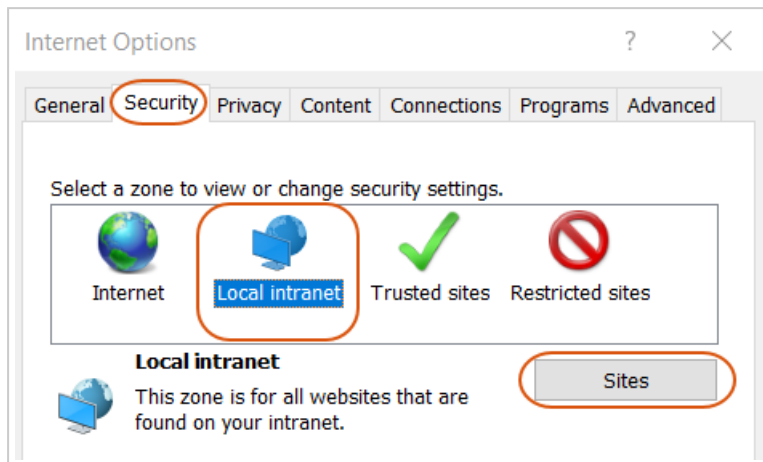 Internet Options
?
General Security Privacy Content Connections Programs Advanced
Select a zone to view or change security settings.
Internet Local intranet Trusted sites Restricted sites
Local intranet
Sites
This zone is for all websites that are
found on your intranet.